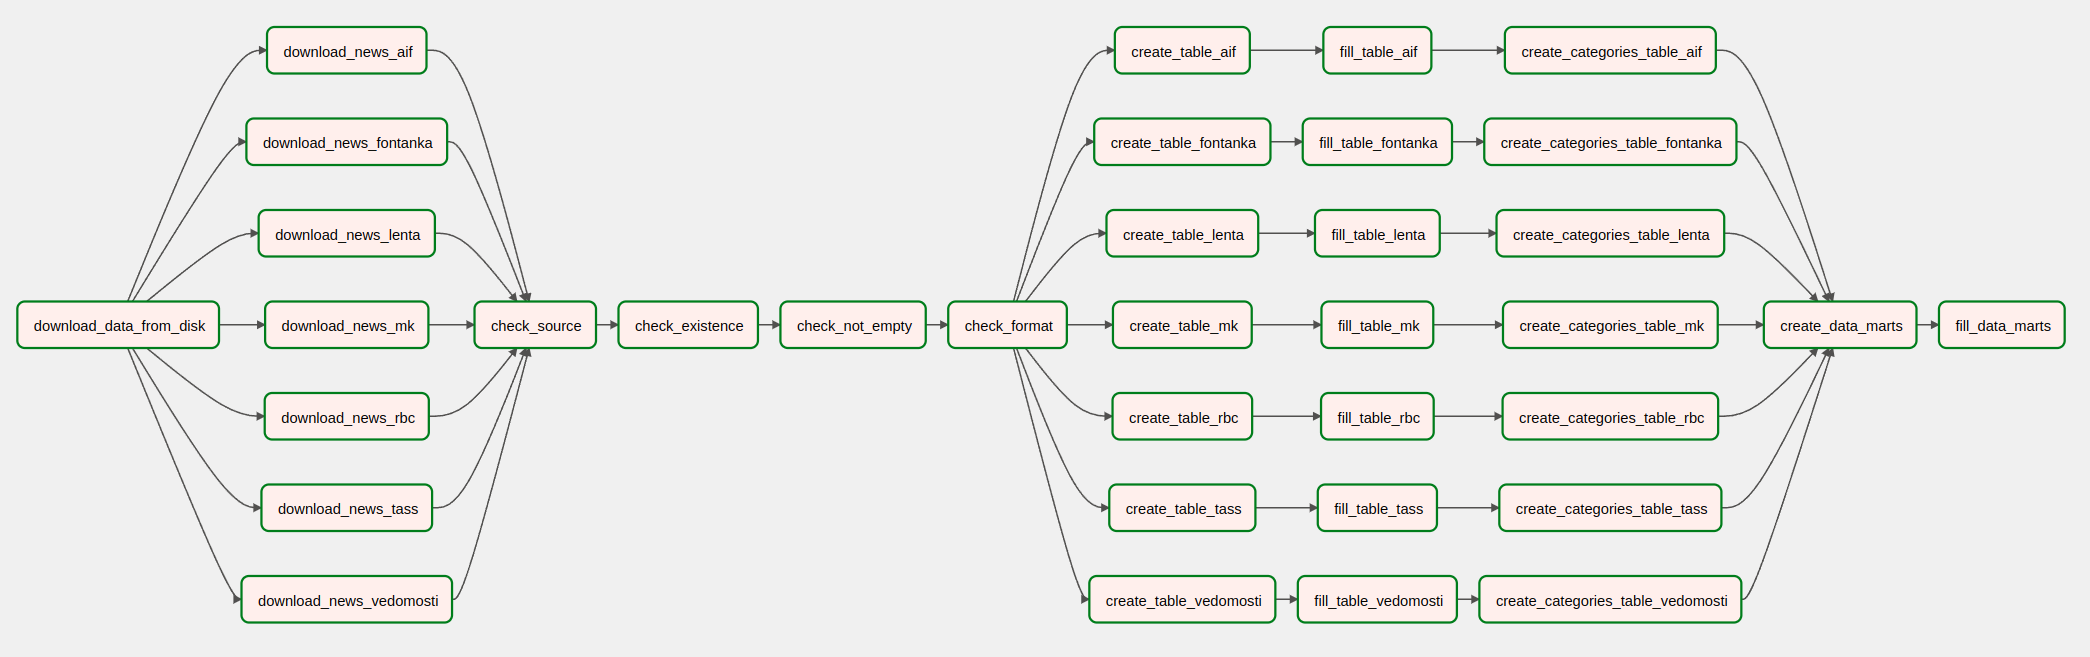 download_news_aif
create_table_aif
fill_table_aif
create_categories_table_aif
download_news_fontanka
create_table_fontanka
fill_table_fontanka
create_categories_table_fontanka
download_news_lenta
create_table_lenta
fill_table_lenta
create_categories_table_lenta
download_data_from_disk
download_news_mk
check_source
check_existence
check_not_empty
check_format
create_table_mk
fill_table_mk
create_categories_table_mk
create_data_marts
fill_data_marts
download_news_rbc
create_table_rbc
fill_table_rbc
create_categories_table_rbc
download_news_tass
create_table_tass
fill_table_tass
create_categories_table_tass
download_news_vedomosti
create_table_vedomosti
fill_table_vedomosti
create_categories_table_vedomosti